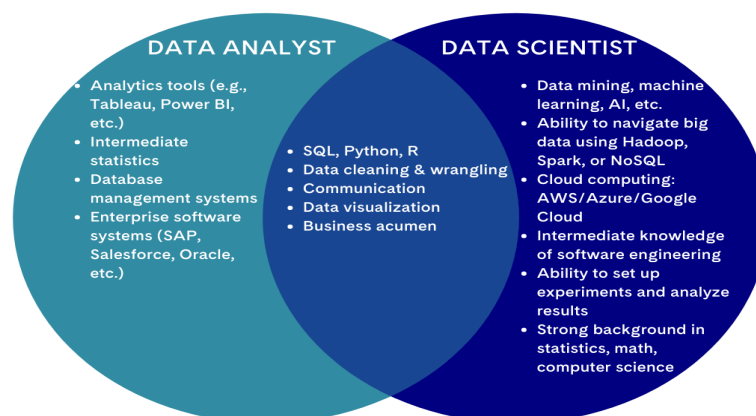 DATA ANALYST
• Analytics tools (e.g.,
Tableau, Power BI,
etc.)
• Intermediate
statistics
• Database
management systems
• Enterprise software
systems (SAP,
Salesforce, Oracle,
etc.)
• SQL, Python, R
• Data cleaning & wrangling
• Communication
• Data visualization
• Business acumen
DATA SCIENTIST
• Data mining, machine
learning, AI, etc.
• Ability to navigate big
data using Hadoop,
Spark, or NoSQL
• Cloud computing:
AWS/Azure/Google
Cloud
• Intermediate knowledge
of software engineering
• Ability to set up
experiments and analyze
results
• Strong background in
statistics, math,
computer science